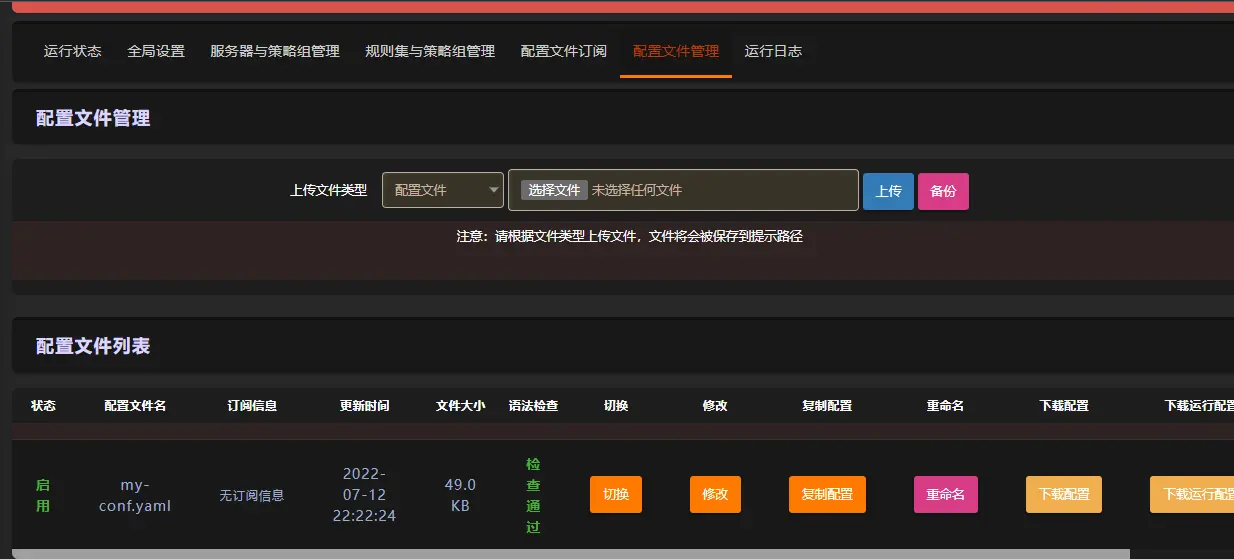 运行状态 全局设置 服务器与策略组管理 规则集与策略组管理 配置文件订阅 配置文件管理 运行日志
配置文件管理
上传文件类型 配置文件 选择文件 未选择任何文件 上传 备份
注意：请根据文件类型上传文件，文件将会被保存到提示路径
配置文件列表
状态 配置文件名 订阅信息 更新时间 文件大小 语法检查 切换 修改 复制配置 重命名 下载配置 下载运行配置
启
用
my-
conf.yaml
无订阅信息
2022-
07-12
22:22:24
49.0
KB
检
查
通
过
切换 修改 复制配置 重命名 下载配置 下载运行配置